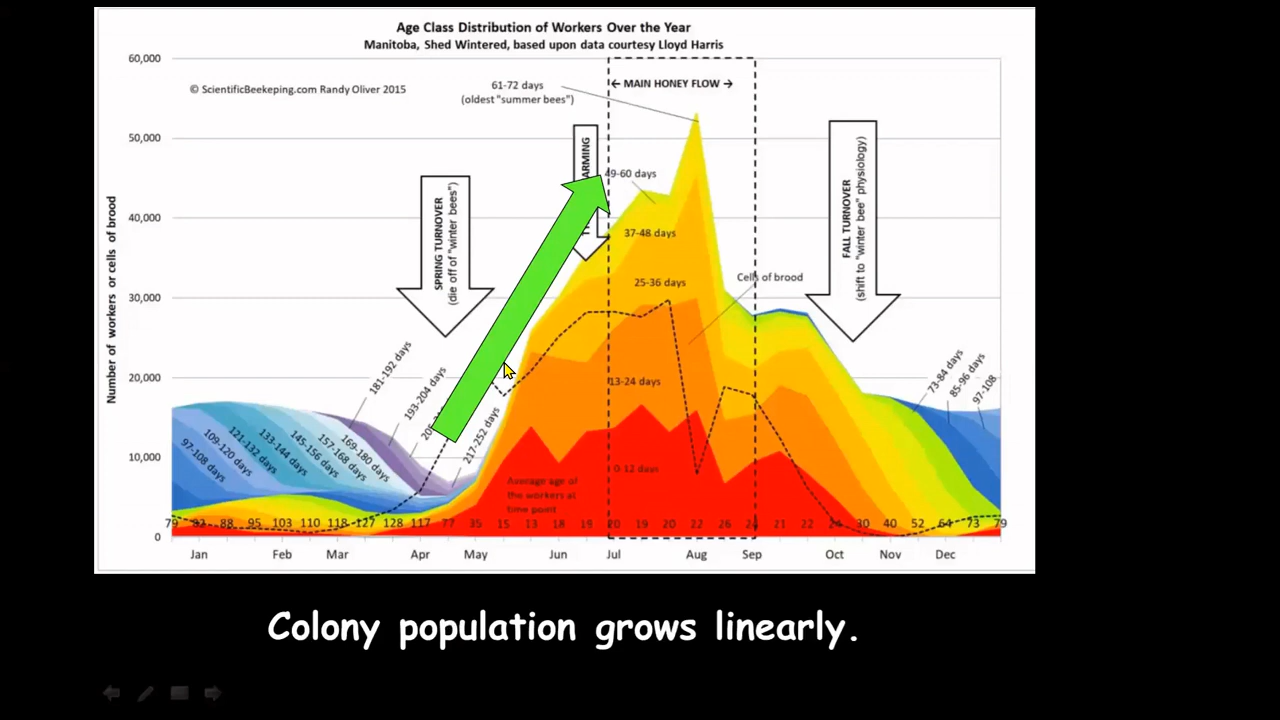 Age Class Distribution of Workers Over the Year
Manitoba, Shed Wintered, based upon data courtesy Lloyd Harris
60,000
50,000
40,000
30,000
20,000
10,000
0
Number of workers or cells of brood
© ScientificBeekeping.com Randy Oliver 2015
61-72 days
(oldest "summer bees")
← MAIN HONEY FLOW →
SPRING TURNOVER
(die off of "winter bees")
FALL TURNOVER
(shift to "winter bee" physiology)
49-60 days
37-48 days
25-36 days
Cells of brood
13-24 days
0-12 days
97-108 days
109-120 days
121-132 days
133-144 days
145-156 days
157-168 days
169-180 days
181-192 days
193-204 days
217-252 days
73-84 days
85-96 days
97-108
Average age of
the workers at
time point
79 92 88 95 103 110 118 127 128 117 77 35 15 13 18 19 20 19 20 22 26 24 21 22 24 30 40 52 64 73 79
Jan Feb Mar Apr May Jun Jul Aug Sep Oct Nov Dec
Colony population grows linearly.